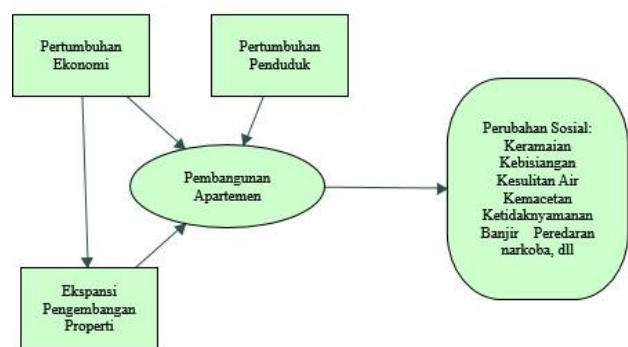 Pertumbuhan
Ekonomi
Pertumbuhan
Penduduk
Pembangunan
Apartemen
Perubahan Sosial:
Keramaian
Kebisingan
Kesulitan Air
Kemacetan
Ketidaknyamanan
Banjir Peredaran
narkoba, dll
Ekspansi
Pengembangan
Properti